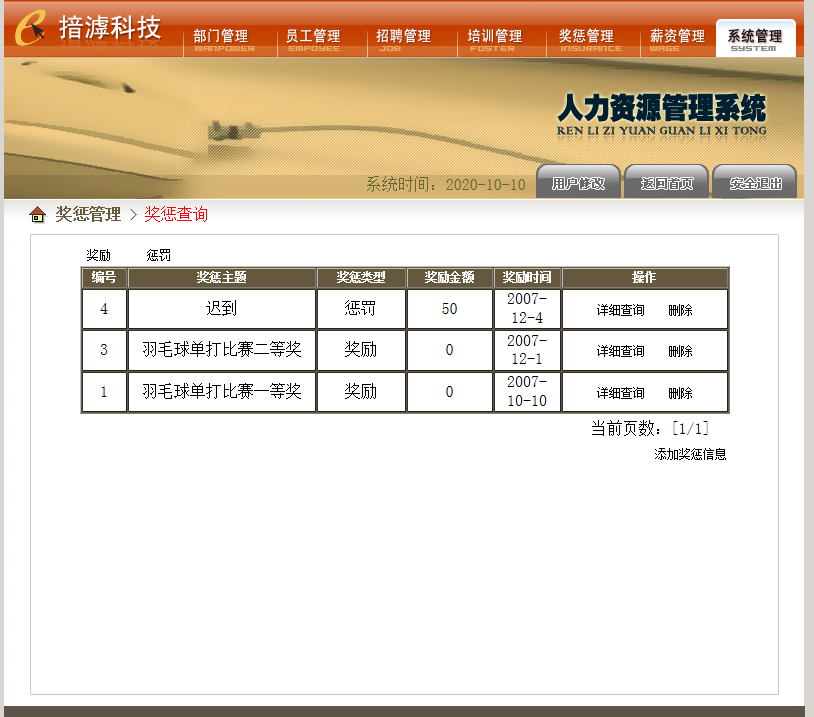 e 揞滹科技
部门管理 员工管理 招聘管理 培训管理 奖惩管理 薪资管理 系统管理
MANPOWER EMPOYEE JOB FOSTER INSURANCE WAGE SYSTEM
人力资源管理系统
REN LI ZI YUAN GUAN LI XI TONG
系统时间：2020-10-10 用户修改 返回首页 安全退出
奖惩管理 > 奖惩查询
奖励 惩罚
编号 奖惩主题 奖惩类型 奖励金额 奖励时间 操作
4 迟到 惩罚 50 2007-12-4 详细查询 删除
3 羽毛球单打比赛二等奖 奖励 0 2007-12-1 详细查询 删除
1 羽毛球单打比赛一等奖 奖励 0 2007-10-10 详细查询 删除
当前页数：[1/1]
添加奖惩信息